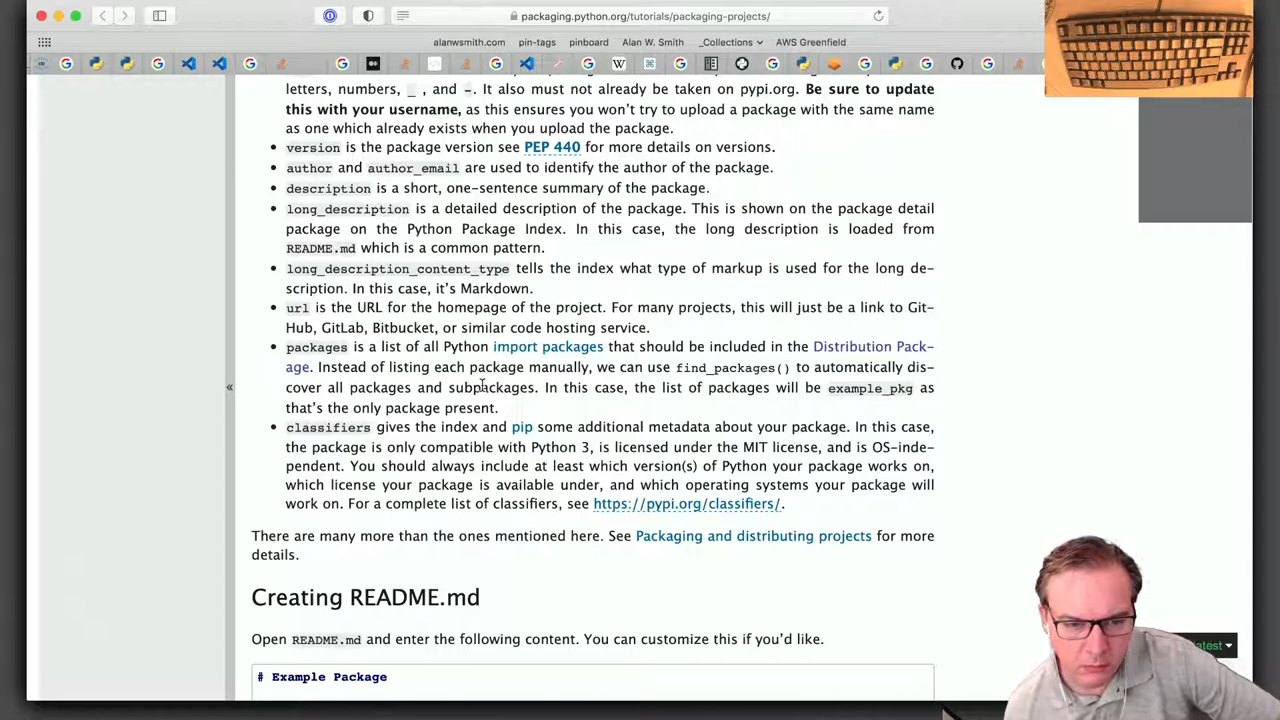 packaging.python.org/tutorials/packaging-projects/
alanwsmith.com pin-tags pinboard Alan W. Smith _Collections AWS Greenfield
letters, numbers, _ , and -. It also must not already be taken on pypi.org. Be sure to update
this with your username, as this ensures you won't try to upload a package with the same name
as one which already exists when you upload the package.
• version is the package version see PEP 440 for more details on versions.
• author and author_email are used to identify the author of the package.
• description is a short, one-sentence summary of the package.
• long_description is a detailed description of the package. This is shown on the package detail
package on the Python Package Index. In this case, the long description is loaded from
README.md which is a common pattern.
• long_description_content_type tells the index what type of markup is used for the long de-
scription. In this case, it's Markdown.
• url is the URL for the homepage of the project. For many projects, this will just be a link to Git-
Hub, GitLab, Bitbucket, or similar code hosting service.
• packages is a list of all Python import packages that should be included in the Distribution Pack-
age. Instead of listing each package manually, we can use find_packages() to automatically dis-
cover all packages and subpackages. In this case, the list of packages will be example_pkg as
that's the only package present.
• classifiers gives the index and pip some additional metadata about your package. In this case,
the package is only compatible with Python 3, is licensed under the MIT license, and is OS-inde-
pendent. You should always include at least which version(s) of Python your package works on,
which license your package is available under, and which operating systems your package will
work on. For a complete list of classifiers, see https://pypi.org/classifiers/.
There are many more than the ones mentioned here. See Packaging and distributing projects for more
details.
Creating README.md
Open README.md and enter the following content. You can customize this if you'd like.
# Example Package